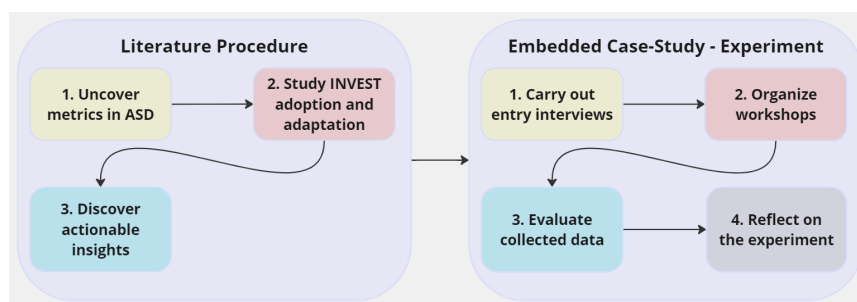 Literature Procedure
1. Uncover
metrics in ASD
2. Study INVEST
adoption and
adaptation
3. Discover
actionable
insights
Embedded Case-Study - Experiment
1. Carry out
entry interviews
2. Organize
workshops
3. Evaluate
collected data
4. Reflect on
the experiment